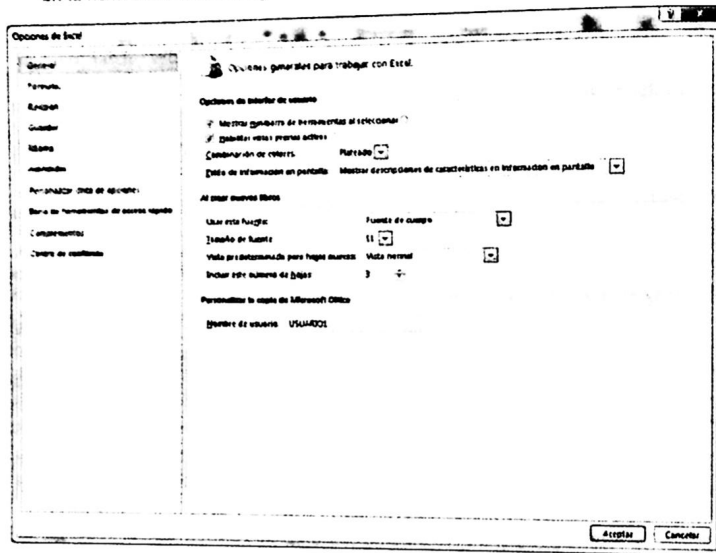 Opciones de Excel
General
Fórmulas
Revisión
Guardar
Idioma
Avanzadas
Personalizar cinta de opciones
Barra de herramientas de acceso rápido
Complementos
Centro de confianza
Opciones generales para trabajar con Excel.
Opciones de interfaz de usuario
Mostrar minibarra de herramientas al seleccionar
Habilitar vistas previas activas
Combinación de colores: Plateado
Estilo de información en pantalla: Mostrar descripciones de características en información en pantalla
Al crear nuevos libros
Usar esta fuente: Fuente de cuerpo
Tamaño de fuente: 11
Vista predeterminada para hojas nuevas: Vista normal
Incluir este número de hojas: 3
Personalizar la copia de Microsoft Office
Nombre de usuario: USUARIO1
Aceptar Cancelar